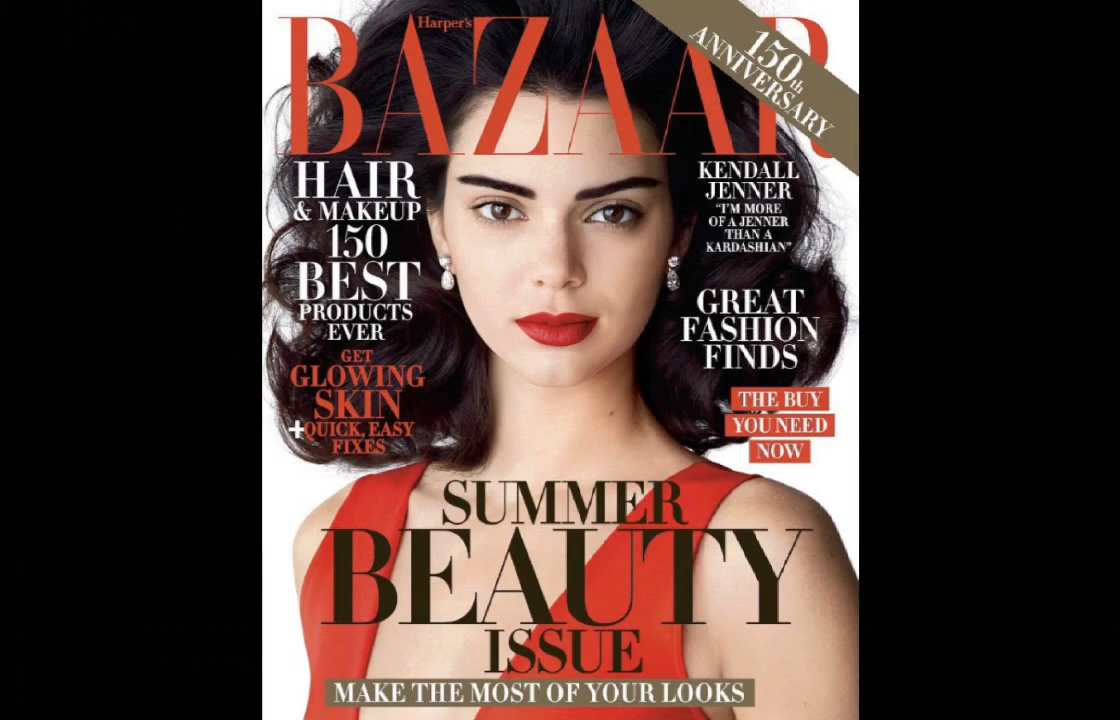 Harper's
BAZAAR
150th
ANNIVERSARY
HAIR
& MAKEUP
150
BEST
PRODUCTS
EVER
GET
GLOWING
SKIN
+QUICK, EASY
FIXES
KENDALL
JENNER
“I'M MORE
OF A JENNER
THAN A
KARDASHIAN”
GREAT
FASHION
FINDS
THE BUY
YOU NEED
NOW
SUMMER
BEAUTY
ISSUE
MAKE THE MOST OF YOUR LOOKS